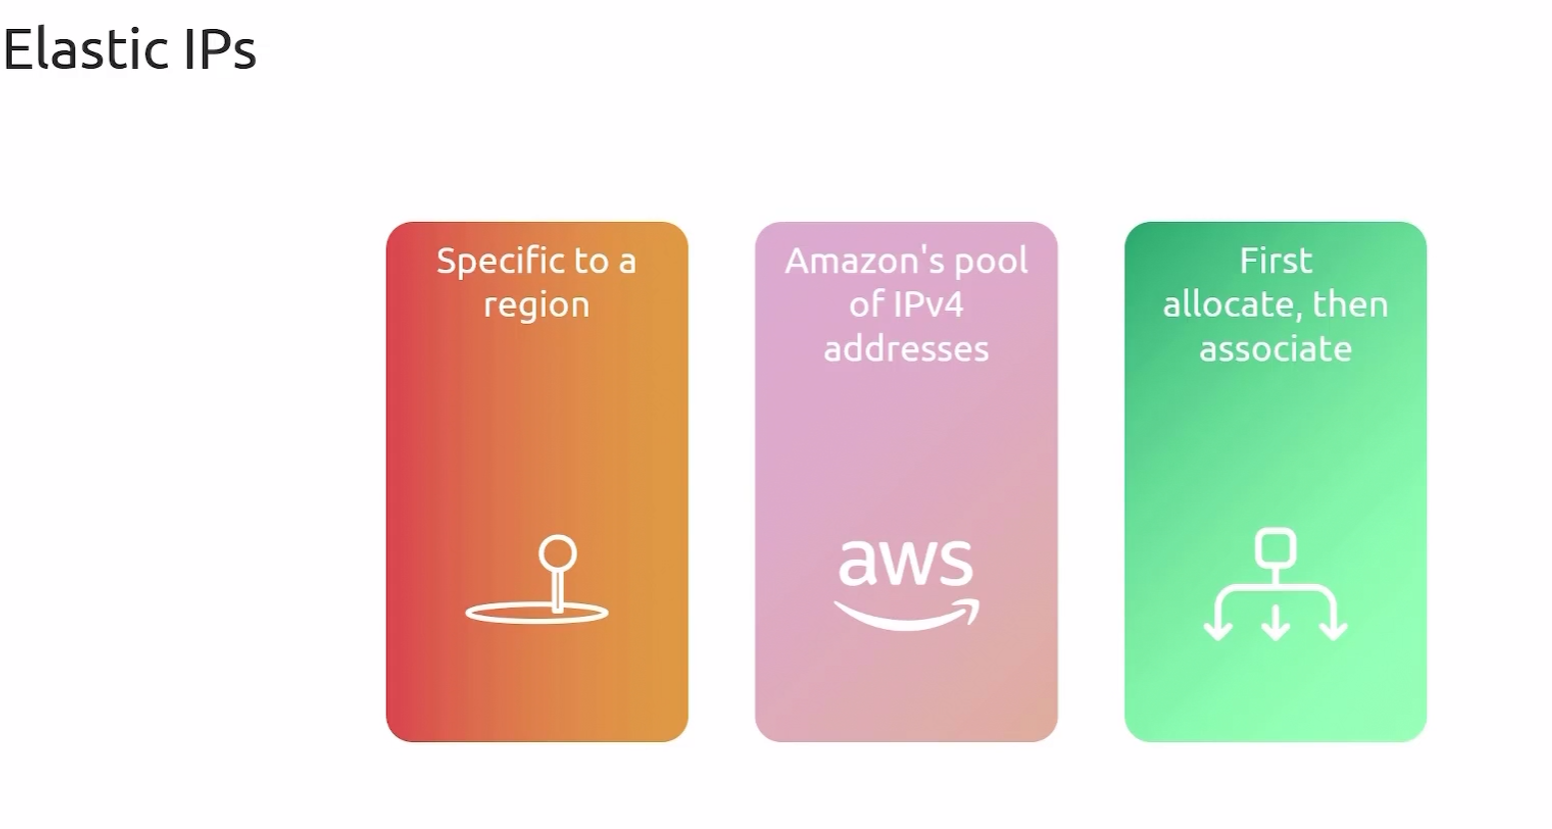 Elastic IPs
Specific to a
region
Amazon's pool
of IPv4
addresses
First
allocate, then
associate
aws